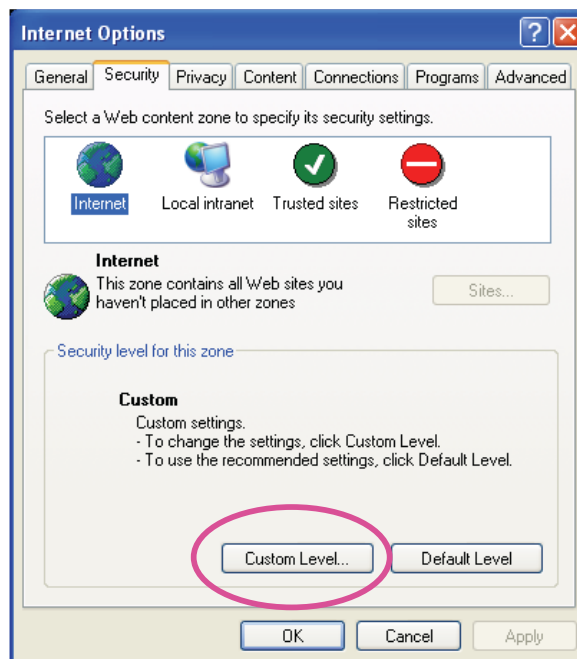 Internet Options
General Security Privacy Content Connections Programs Advanced
Select a Web content zone to specify its security settings.
Internet Local intranet Trusted sites Restricted
sites
Internet
This zone contains all Web sites you
haven't placed in other zones
Sites...
Security level for this zone
Custom
Custom settings.
- To change the settings, click Custom Level.
- To use the recommended settings, click Default Level.
Custom Level... Default Level
OK Cancel Apply